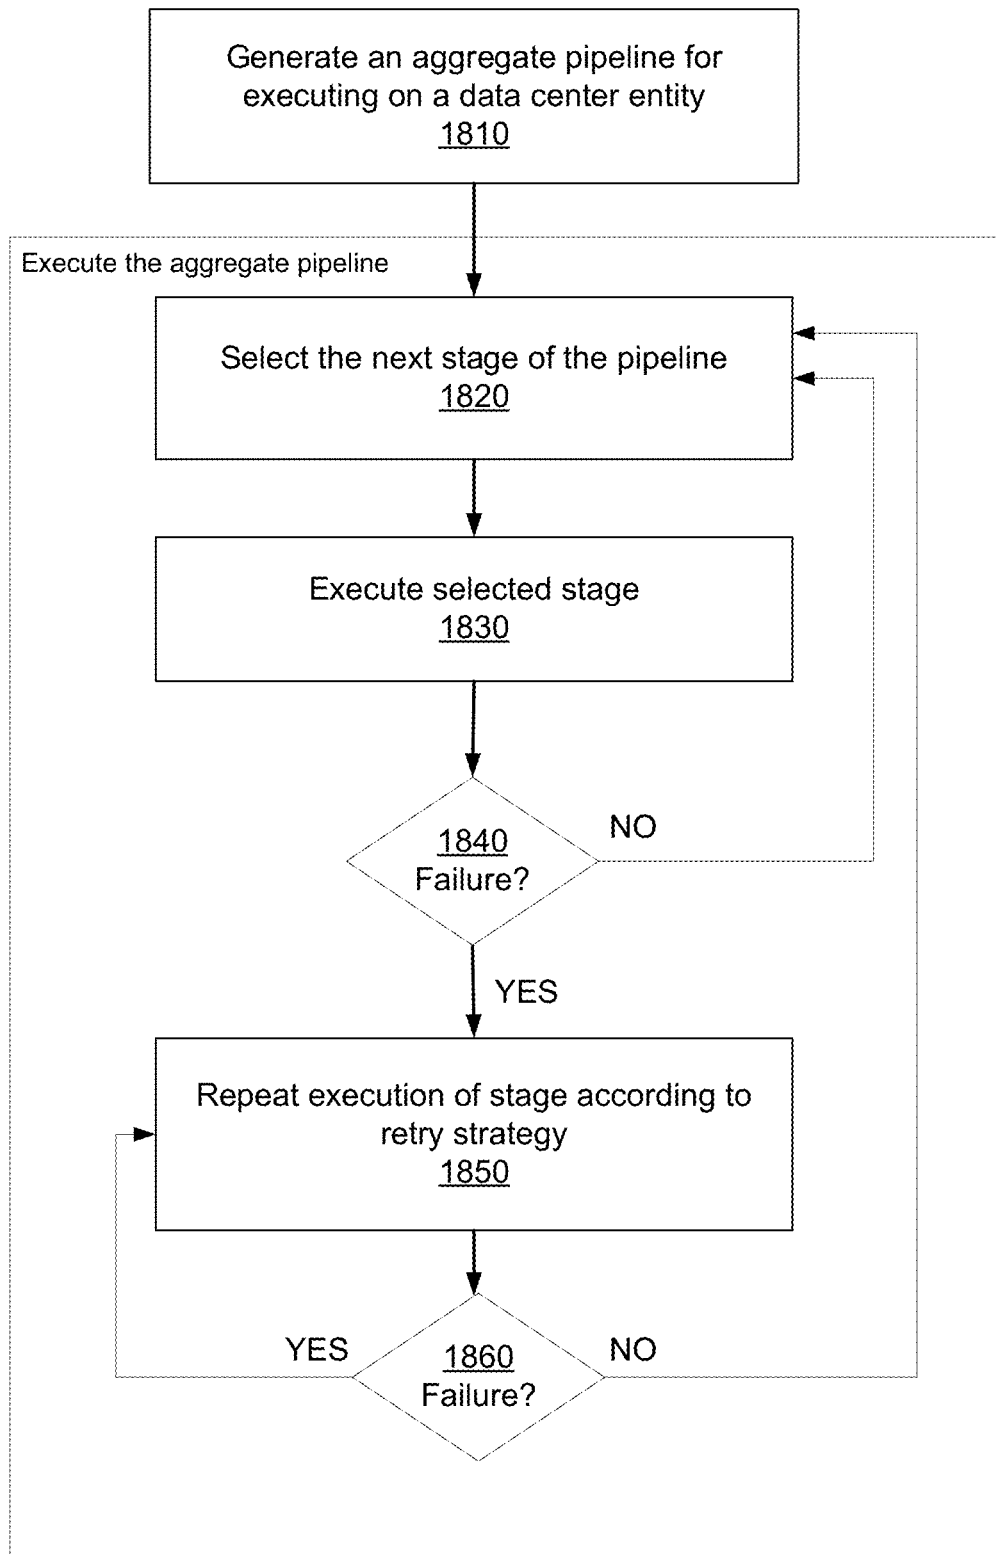 Generate an aggregate pipeline for
executing on a data center entity
1810
Execute the aggregate pipeline
Select the next stage of the pipeline
1820
Execute selected stage
1830
1840
Failure?
NO
YES
Repeat execution of stage according to
retry strategy
1850
YES
1860
Failure?
NO